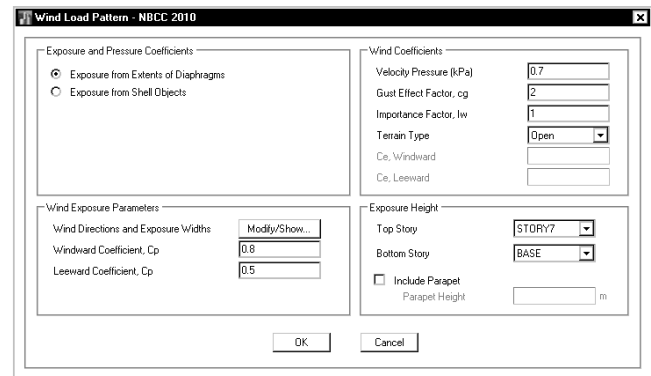 Wind Load Pattern - NBCC 2010
Exposure and Pressure Coefficients
Exposure from Extents of Diaphragms
Exposure from Shell Objects
Wind Coefficients
Velocity Pressure (kPa) 0.7
Gust Effect Factor, cg 2
Importance Factor, Iw 1
Terrain Type Open
Ce, Windward
Ce, Leeward
Wind Exposure Parameters
Wind Directions and Exposure Widths Modify/Show...
Windward Coefficient, Cp 0.8
Leeward Coefficient, Cp 0.5
Exposure Height
Top Story STORY7
Bottom Story BASE
Include Parapet
Parapet Height m
OK Cancel